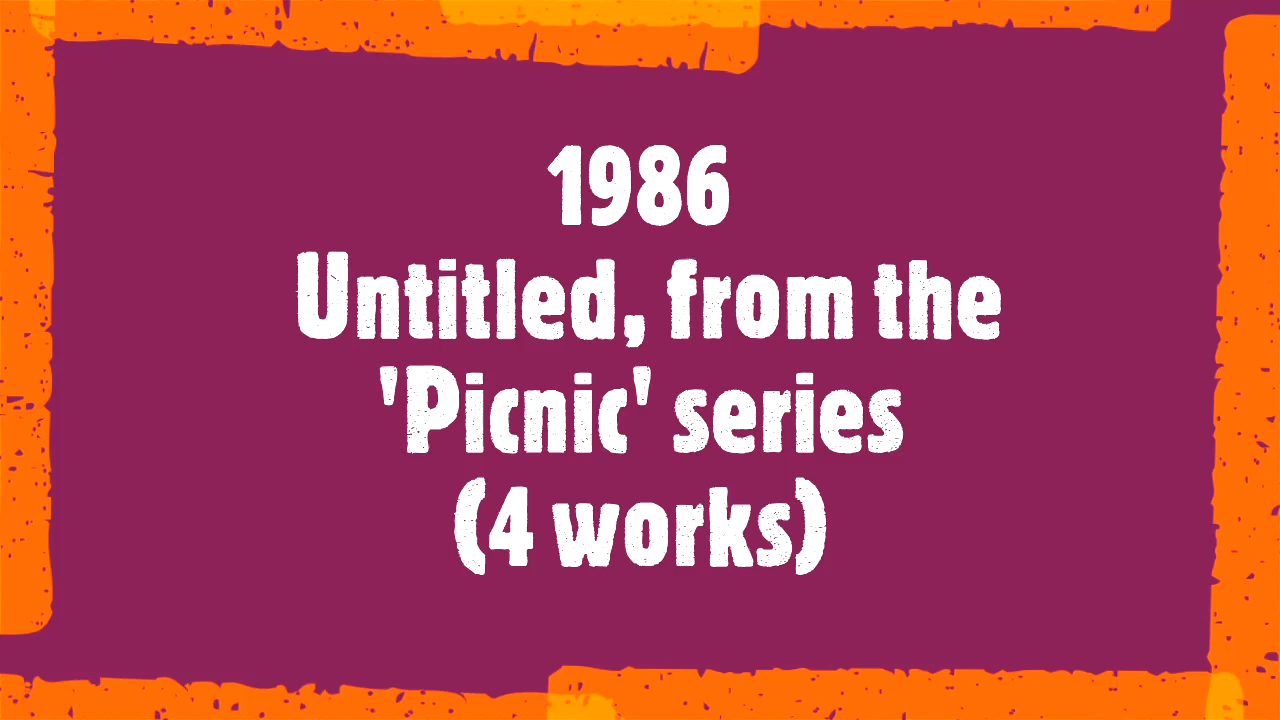 1986
Untitled, from the
'Picnic' series
(4 works)